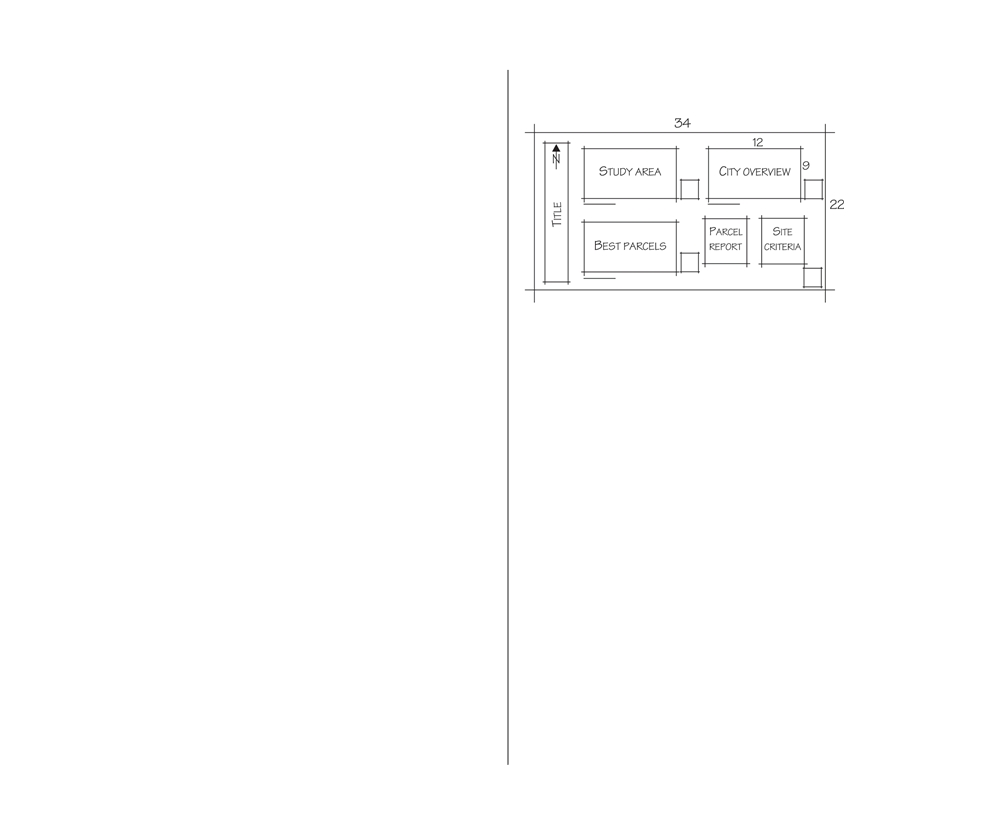 34
12
N
STUDY AREA
CITY OVERVIEW
9
22
TITLE
BEST PARCELS
PARCEL
REPORT
SITE
CRITERIA